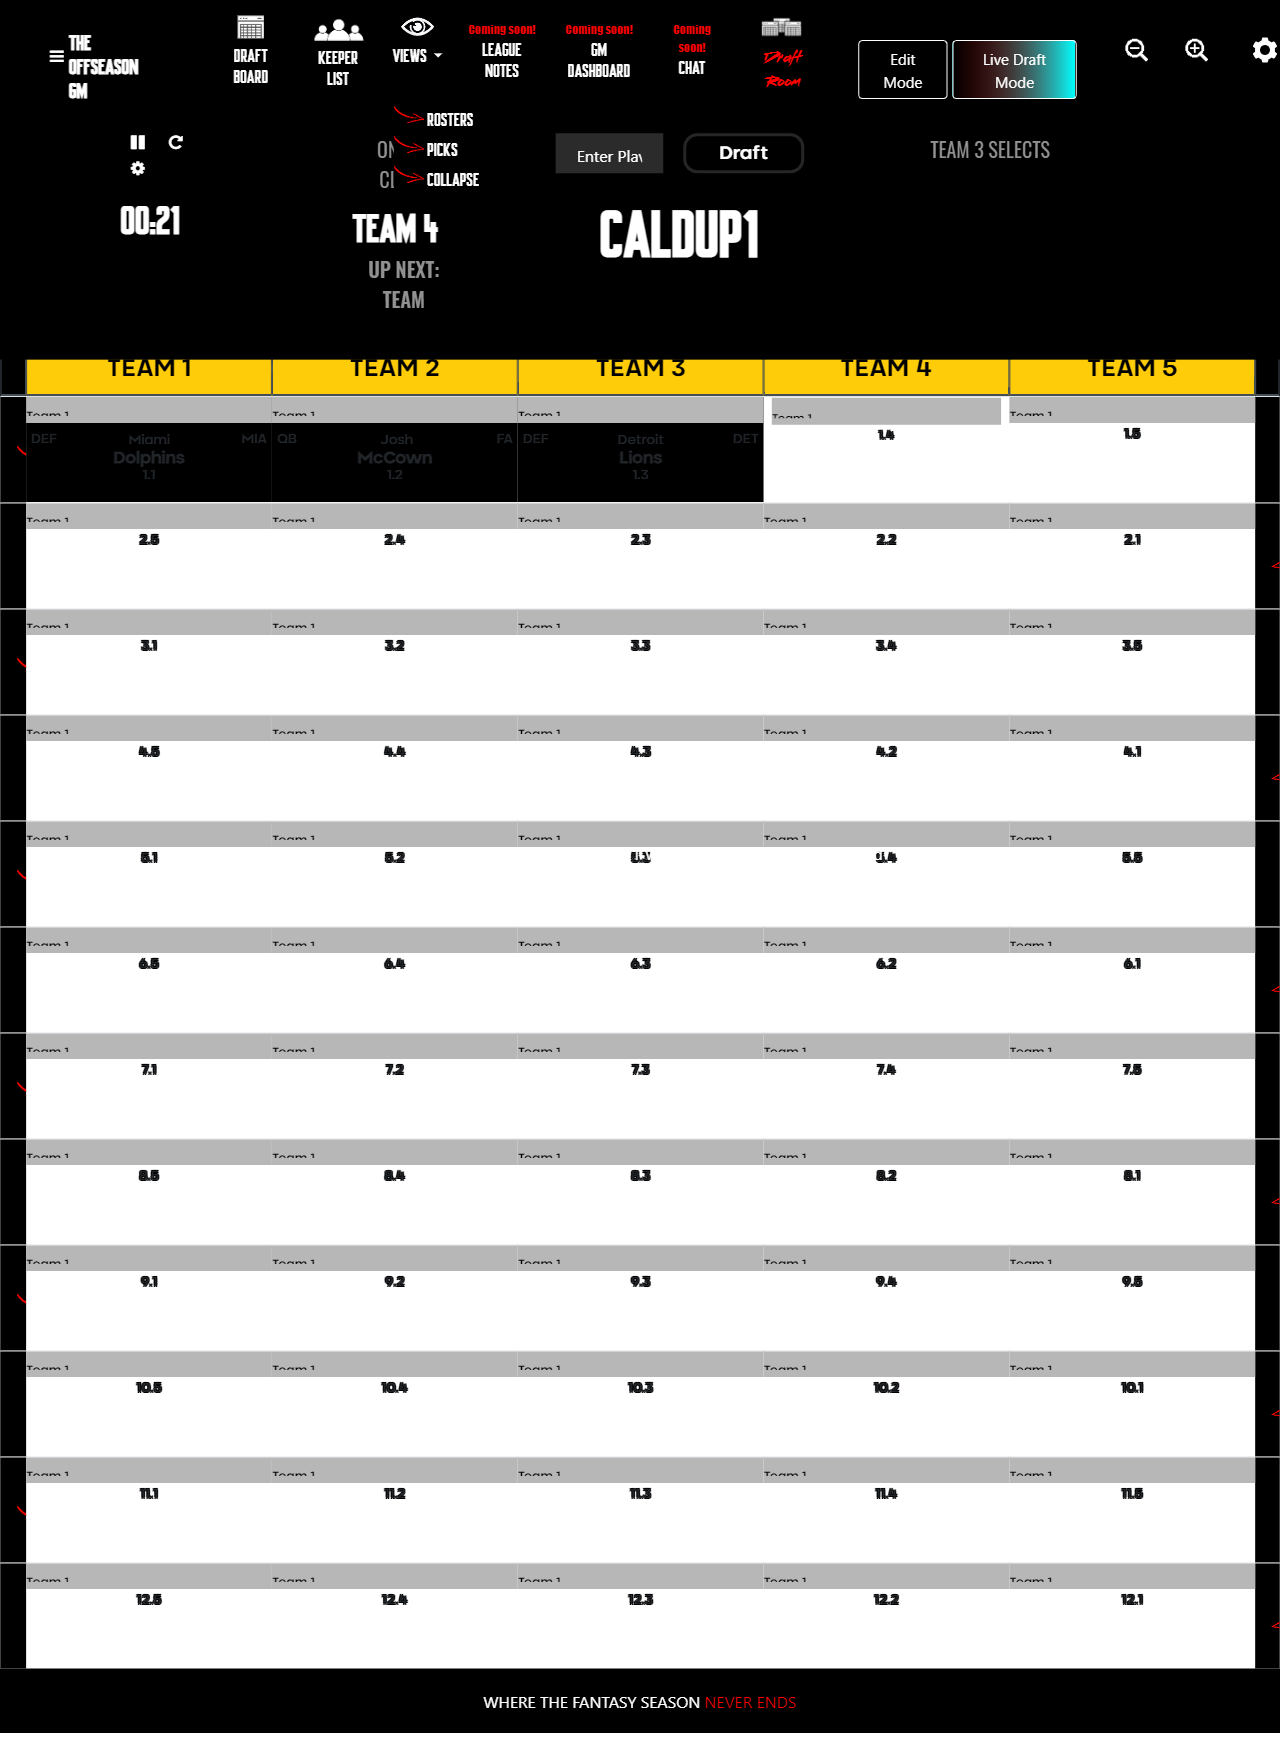 THE
OFFSEASON
GM
DRAFT
BOARD
KEEPER
LIST
VIEWS
Coming soon!
LEAGUE
NOTES
Coming soon!
GM
DASHBOARD
Coming
soon!
CHAT
Draft
Room
Edit
Mode
Live Draft
Mode
ROSTERS
PICKS
COLLAPSE
Enter Play
Draft
TEAM 3 SELECTS
00:21
TEAM 4
CALDUP1
UP NEXT:
TEAM
TEAM 1 TEAM 2 TEAM 3 TEAM 4 TEAM 5
Team 1 Team 1 Team 1 Team 1 Team 1
DEF Miami MIA QB Josh FA DEF Detroit DET
Dolphins McCown Lions
1.1 1.2 1.3 1.4 1.5
Team 1 Team 1 Team 1 Team 1 Team 1
2.5 2.4 2.3 2.2 2.1
Team 1 Team 1 Team 1 Team 1 Team 1
3.1 3.2 3.3 3.4 3.5
Team 1 Team 1 Team 1 Team 1 Team 1
4.5 4.4 4.3 4.2 4.1
Team 1 Team 1 Team 1 Team 1 Team 1
5.1 5.2 5.3 5.4 5.5
Team 1 Team 1 Team 1 Team 1 Team 1
6.5 6.4 6.3 6.2 6.1
Team 1 Team 1 Team 1 Team 1 Team 1
7.1 7.2 7.3 7.4 7.5
Team 1 Team 1 Team 1 Team 1 Team 1
8.5 8.4 8.3 8.2 8.1
Team 1 Team 1 Team 1 Team 1 Team 1
9.1 9.2 9.3 9.4 9.5
Team 1 Team 1 Team 1 Team 1 Team 1
10.5 10.4 10.3 10.2 10.1
Team 1 Team 1 Team 1 Team 1 Team 1
11.1 11.2 11.3 11.4 11.5
Team 1 Team 1 Team 1 Team 1 Team 1
12.5 12.4 12.3 12.2 12.1
WHERE THE FANTASY SEASON NEVER ENDS